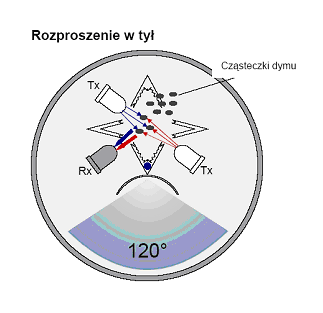 Rozproszenie w tył
Cząsteczki dymu
Tx
Rx
Tx
120°